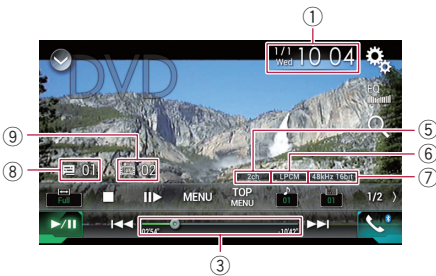 ①
DVD
1/1
Wed
10 04
EQ
⑨
⑤
⑥
⑦
⑧
01
02
2ch
LPCM
48kHz 16bit
Full
MENU
TOP
MENU
01
01
1/2
02'54"
-10'42"
③